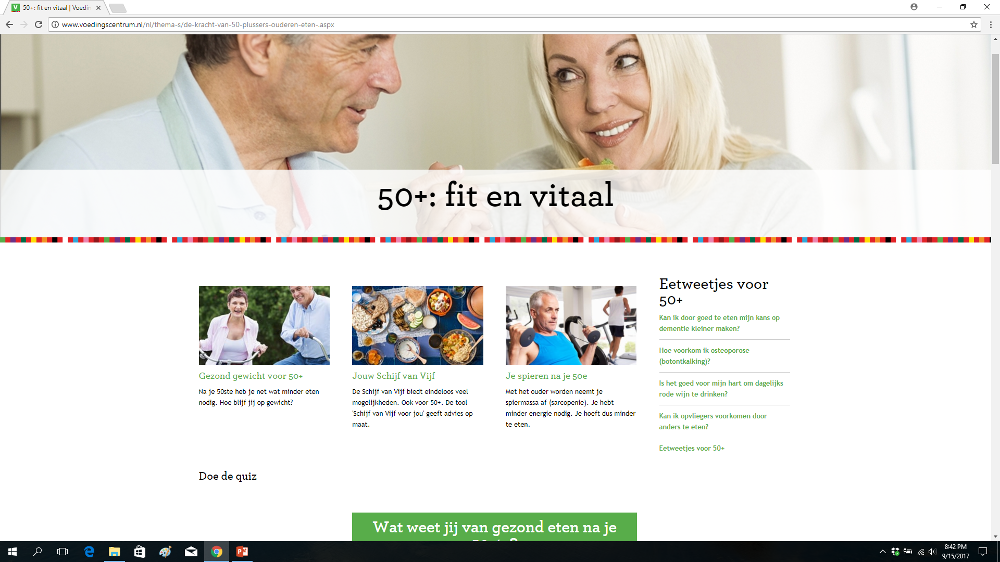 50+: fit en vitaal | Voedin
www.voedingscentrum.nl/nl/thema-s/de-kracht-van-50-plussers-ouderen-eten-.aspx
50+: fit en vitaal
Gezond gewicht voor 50+
Na je 50ste heb je net wat minder eten
nodig. Hoe blijf jij op gewicht?
Jouw Schijf van Vijf
De Schijf van Vijf biedt eindeloos veel
mogelijkheden. Ook voor 50+. De tool
'Schijf van Vijf voor jou' geeft advies op
maat.
Je spieren na je 50e
Met het ouder worden neemt je
spiermassa af (sarcopenie). Je hebt
minder energie nodig. Je hoeft dus minder
te eten.
Eetweetjes voor
50+
Kan ik door goed te eten mijn kans op
dementie kleiner maken?
Hoe voorkom ik osteoporose
(botontkalking)?
Is het goed voor mijn hart om dagelijks
rode wijn te drinken?
Kan ik opvliegers voorkomen door
anders te eten?
Eetweetjes voor 50+
Doe de quiz
Wat weet jij van gezond eten na je
8:42 PM
9/15/2017